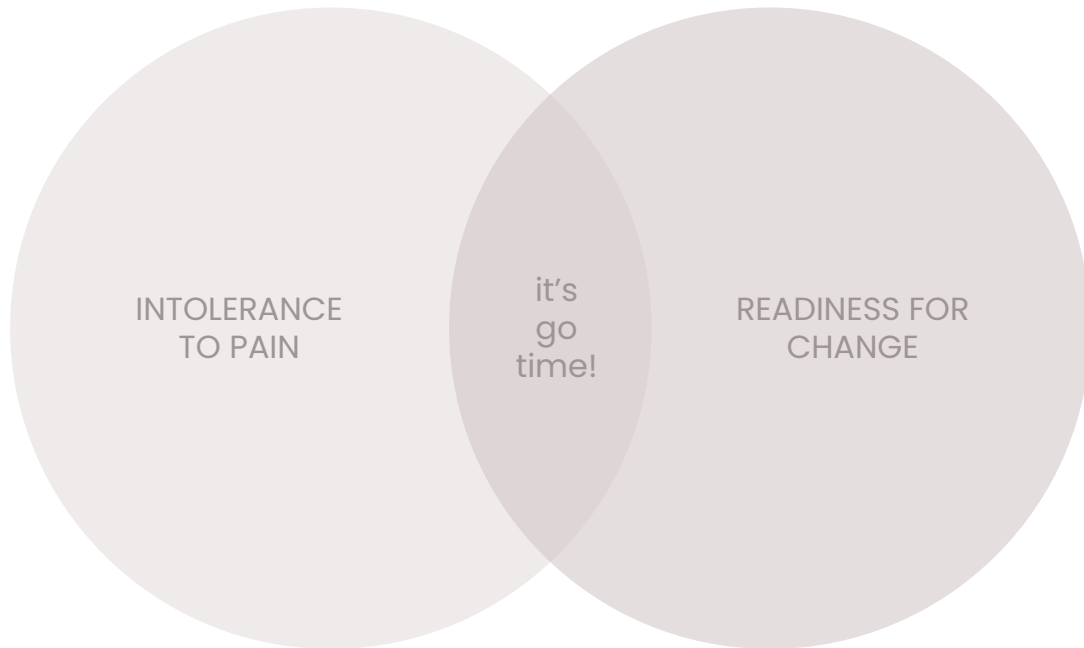 INTOLERANCE
TO PAIN
it’s
go
time!
READINESS FOR
CHANGE